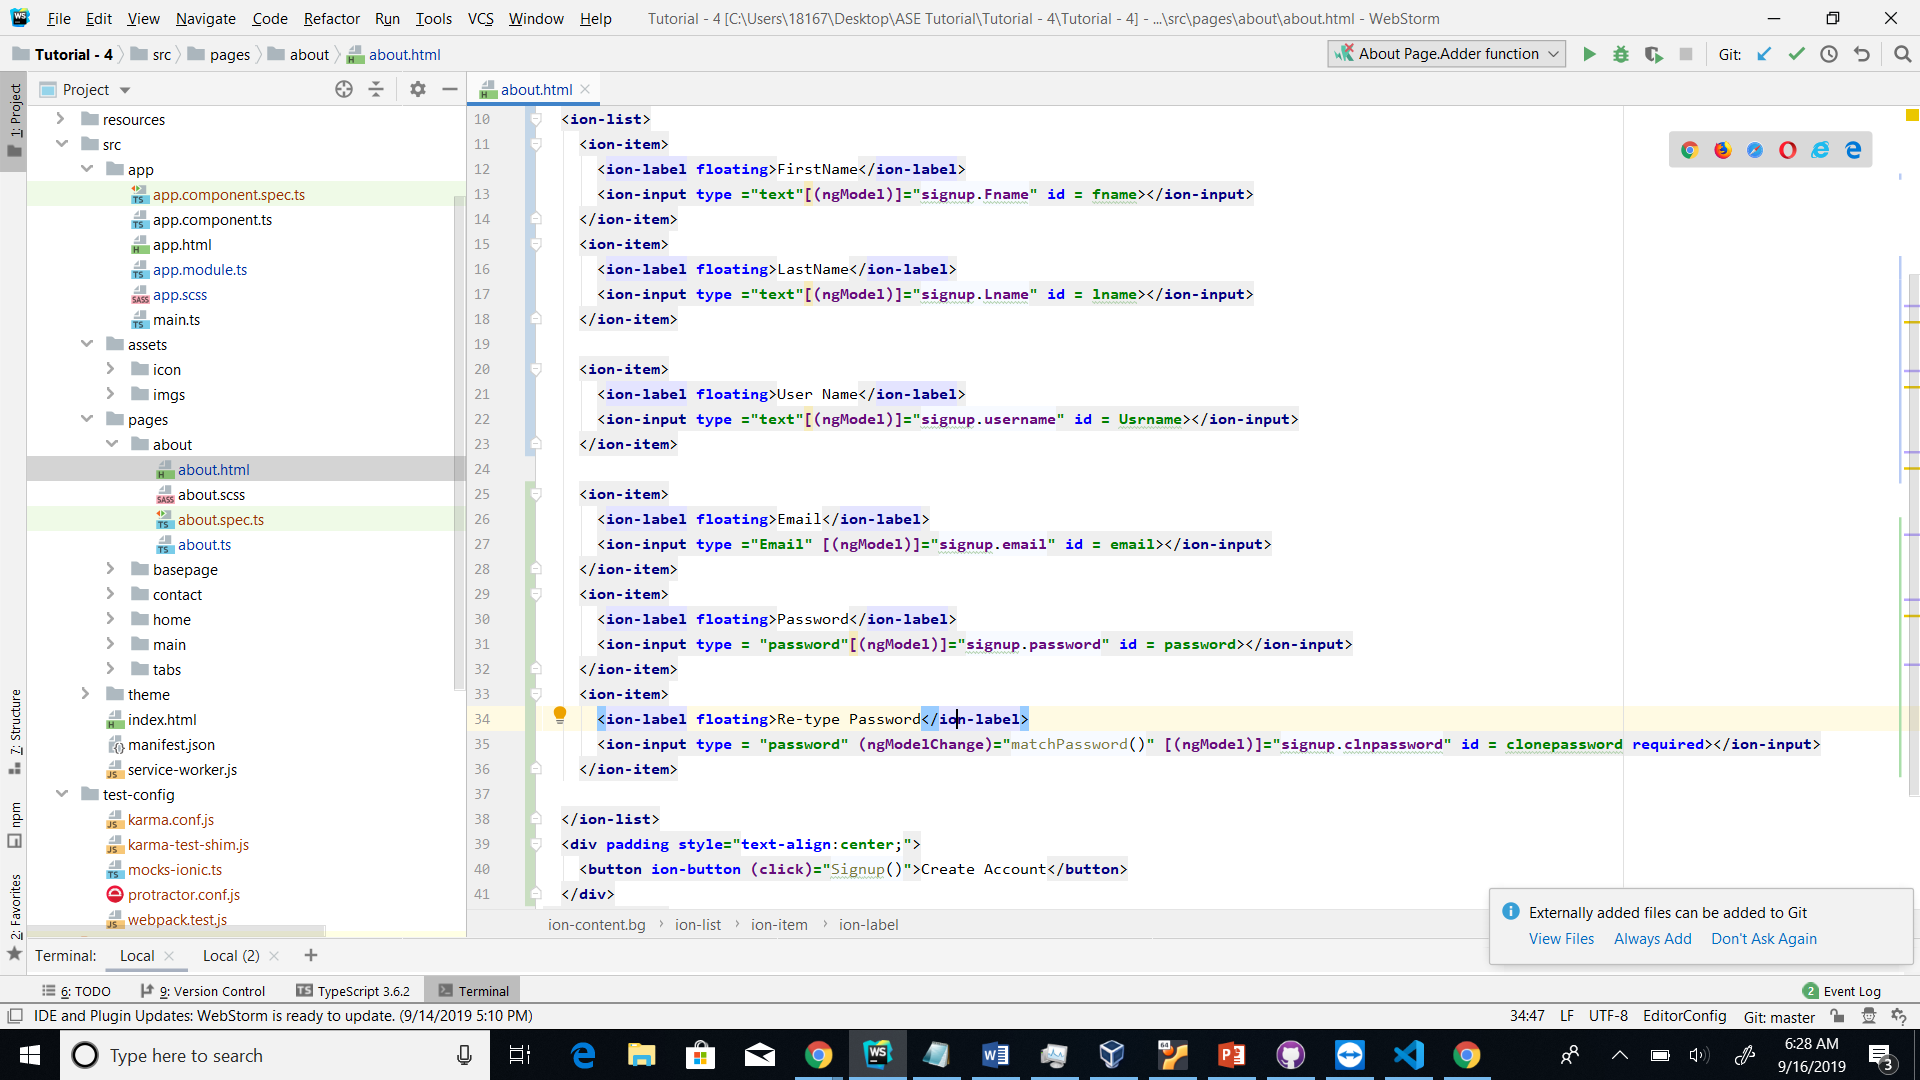 File Edit View Navigate Code Refactor Run Tools VCS Window Help Tutorial - 4 [C:\Users\18167\Desktop\ASE Tutorial\Tutorial - 4\Tutorial - 4] - ...\src\pages\about\about.html - WebStorm
Tutorial - 4 src pages about about.html About Page.Adder function Git:
1: Project
7: Structure
npm
2: Favorites
Project
resources
src
app
app.component.spec.ts
app.component.ts
app.html
app.module.ts
app.scss
main.ts
assets
icon
imgs
pages
about
about.html
about.scss
about.spec.ts
about.ts
basepage
contact
home
main
tabs
theme
index.html
manifest.json
service-worker.js
test-config
karma.conf.js
karma-test-shim.js
mocks-ionic.ts
protractor.conf.js
webpack.test.js
about.html
10 <ion-list>
11 <ion-item>
12 <ion-label floating>FirstName</ion-label>
13 <ion-input type ="text"[(ngModel)]="signup.Fname" id = fname></ion-input>
14 </ion-item>
15 <ion-item>
16 <ion-label floating>LastName</ion-label>
17 <ion-input type ="text"[(ngModel)]="signup.Lname" id = lname></ion-input>
18 </ion-item>
19
20 <ion-item>
21 <ion-label floating>User Name</ion-label>
22 <ion-input type ="text"[(ngModel)]="signup.username" id = Usrname></ion-input>
23 </ion-item>
24
25 <ion-item>
26 <ion-label floating>Email</ion-label>
27 <ion-input type ="Email" [(ngModel)]="signup.email" id = email></ion-input>
28 </ion-item>
29 <ion-item>
30 <ion-label floating>Password</ion-label>
31 <ion-input type = "password"[(ngModel)]="signup.password" id = password></ion-input>
32 </ion-item>
33 <ion-item>
34 <ion-label floating>Re-type Password</ion-label>
35 <ion-input type = "password" (ngModelChange)="matchPassword()" [(ngModel)]="signup.clnpassword" id = clonepassword required></ion-input>
36 </ion-item>
37
38 </ion-list>
39 <div padding style="text-align:center;">
40 <button ion-button (click)="Signup()">Create Account</button>
41 </div>
ion-content.bg ion-list ion-item ion-label
Externally added files can be added to Git
View Files Always Add Don't Ask Again
Terminal: Local Local (2)
6: TODO 9: Version Control TypeScript 3.6.2 Terminal 2 Event Log
IDE and Plugin Updates: WebStorm is ready to update. (9/14/2019 5:10 PM) 34:47 LF UTF-8 EditorConfig Git: master
Type here to search
6:28 AM
9/16/2019
3